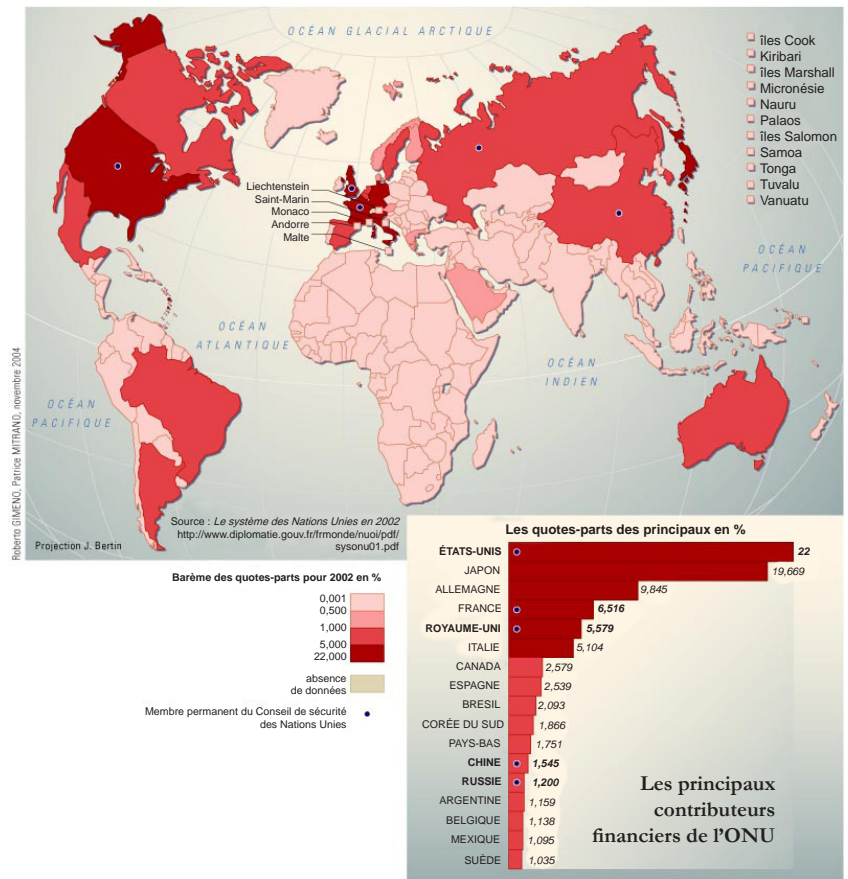 OCÉAN GLACIAL ARCTIQUE
îles Cook
Kiribari
îles Marshall
Micronésie
Nauru
Palaos
îles Salomon
Samoa
Tonga
Tuvalu
Vanuatu
Liechtenstein
Saint-Marin
Monaco
Andorre
Malte
OCÉAN
PACIFIQUE
OCÉAN
ATLANTIQUE
OCÉAN
INDIEN
OCÉAN
PACIFIQUE
Roberto GIMENO, Patrice MITRANO, novembre 2004
Projection J. Bertin
Source : Le système des Nations Unies en 2002
http://www.diplomatie.gouv.fr/frmonde/nuoi/pdf/
sysonu01.pdf
Barème des quotes-parts pour 2002 en %
0,001
0,500
1,000
5,000
22,000
absence
de données
Membre permanent du Conseil de sécurité
des Nations Unies
Les quotes-parts des principaux en %
ÉTATS-UNIS 22
JAPON 19,669
ALLEMAGNE 9,845
FRANCE 6,516
ROYAUME-UNI 5,579
ITALIE 5,104
CANADA 2,579
ESPAGNE 2,539
BRESIL 2,093
CORÉE DU SUD 1,866
PAYS-BAS 1,751
CHINE 1,545
RUSSIE 1,200
ARGENTINE 1,159
BELGIQUE 1,138
MEXIQUE 1,095
SUÈDE 1,035
Les principaux
contributeurs
financiers de l'ONU